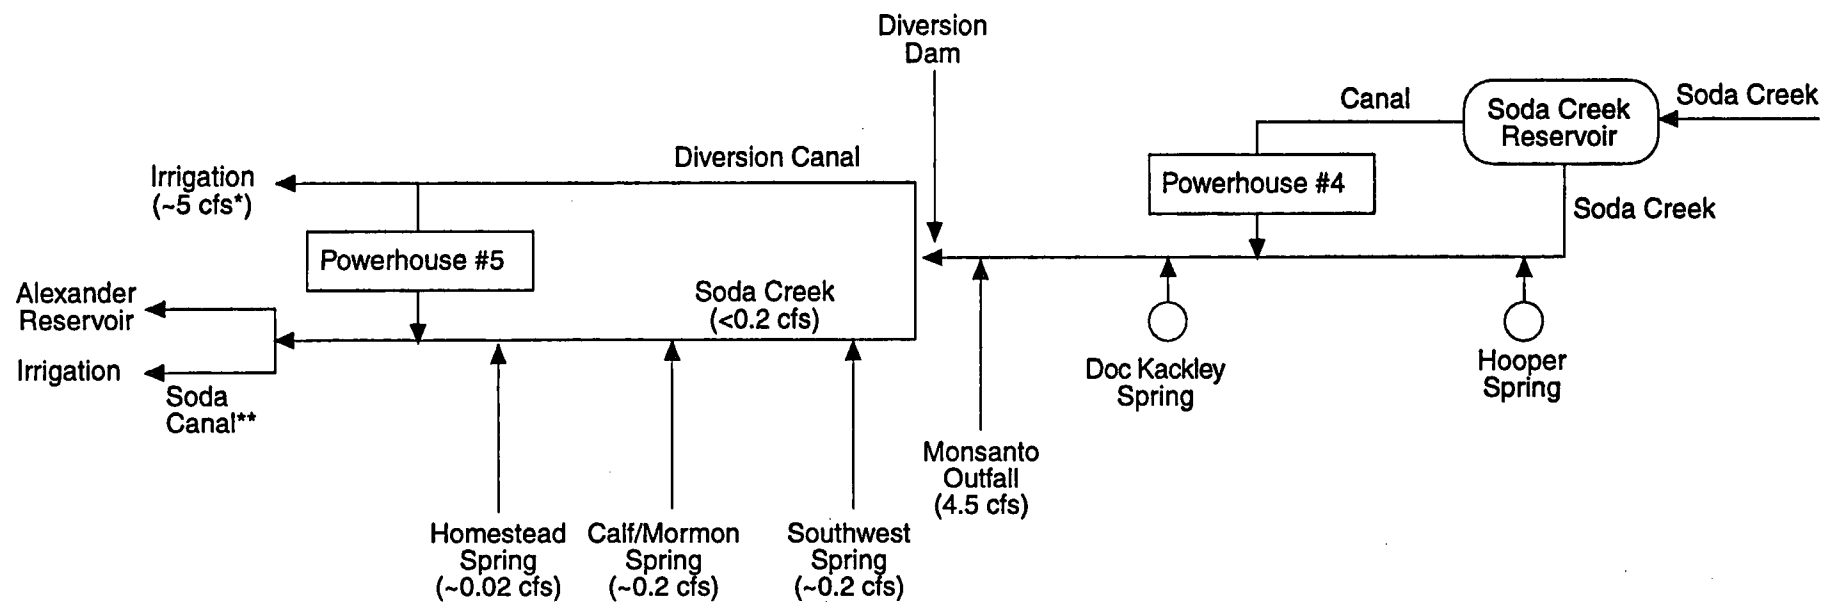 Diversion
Dam
Canal
Soda Creek
Reservoir
Soda Creek
Diversion Canal
Irrigation
(~5 cfs*)
Powerhouse #4
Soda Creek
Powerhouse #5
Alexander
Reservoir
Soda Creek
(<0.2 cfs)
Irrigation
Soda
Canal**
Doc Kackley
Spring
Hooper
Spring
Monsanto
Outfall
(4.5 cfs)
Homestead
Spring
(~0.02 cfs)
Calf/Mormon
Spring
(~0.2 cfs)
Southwest
Spring
(~0.2 cfs)